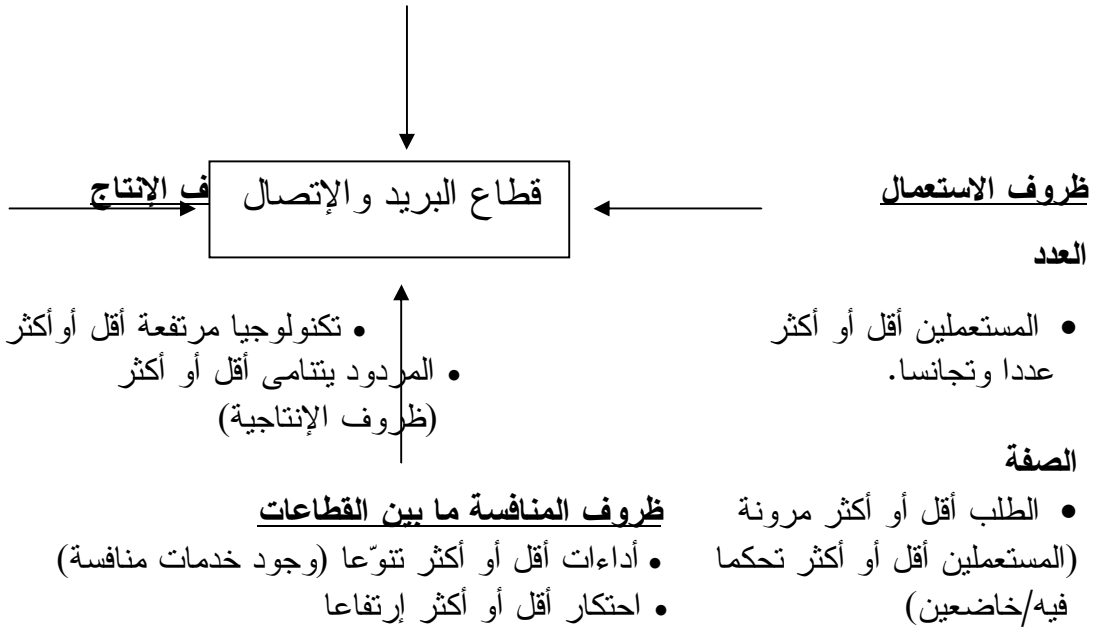 قطاع البريد والإتصال
ظروف الاستعمال
العدد
• المستعملين أقل أو أكثر
عددا وتجانسا.
الصفة
• الطلب أقل أو أكثر مرونة
(المستعملين أقل أو أكثر تحكما
فيه/خاضعين)
ف الإنتاج
• تكنولوجيا مرتفعة أقل أوأكثر
• المردود يتنامى أقل أو أكثر
(ظروف الإنتاجية)
ظروف المنافسة ما بين القطاعات
• أداءات أقل أو أكثر تنوّعا (وجود خدمات منافسة)
• احتكار أقل أو أكثر إرتفاعا